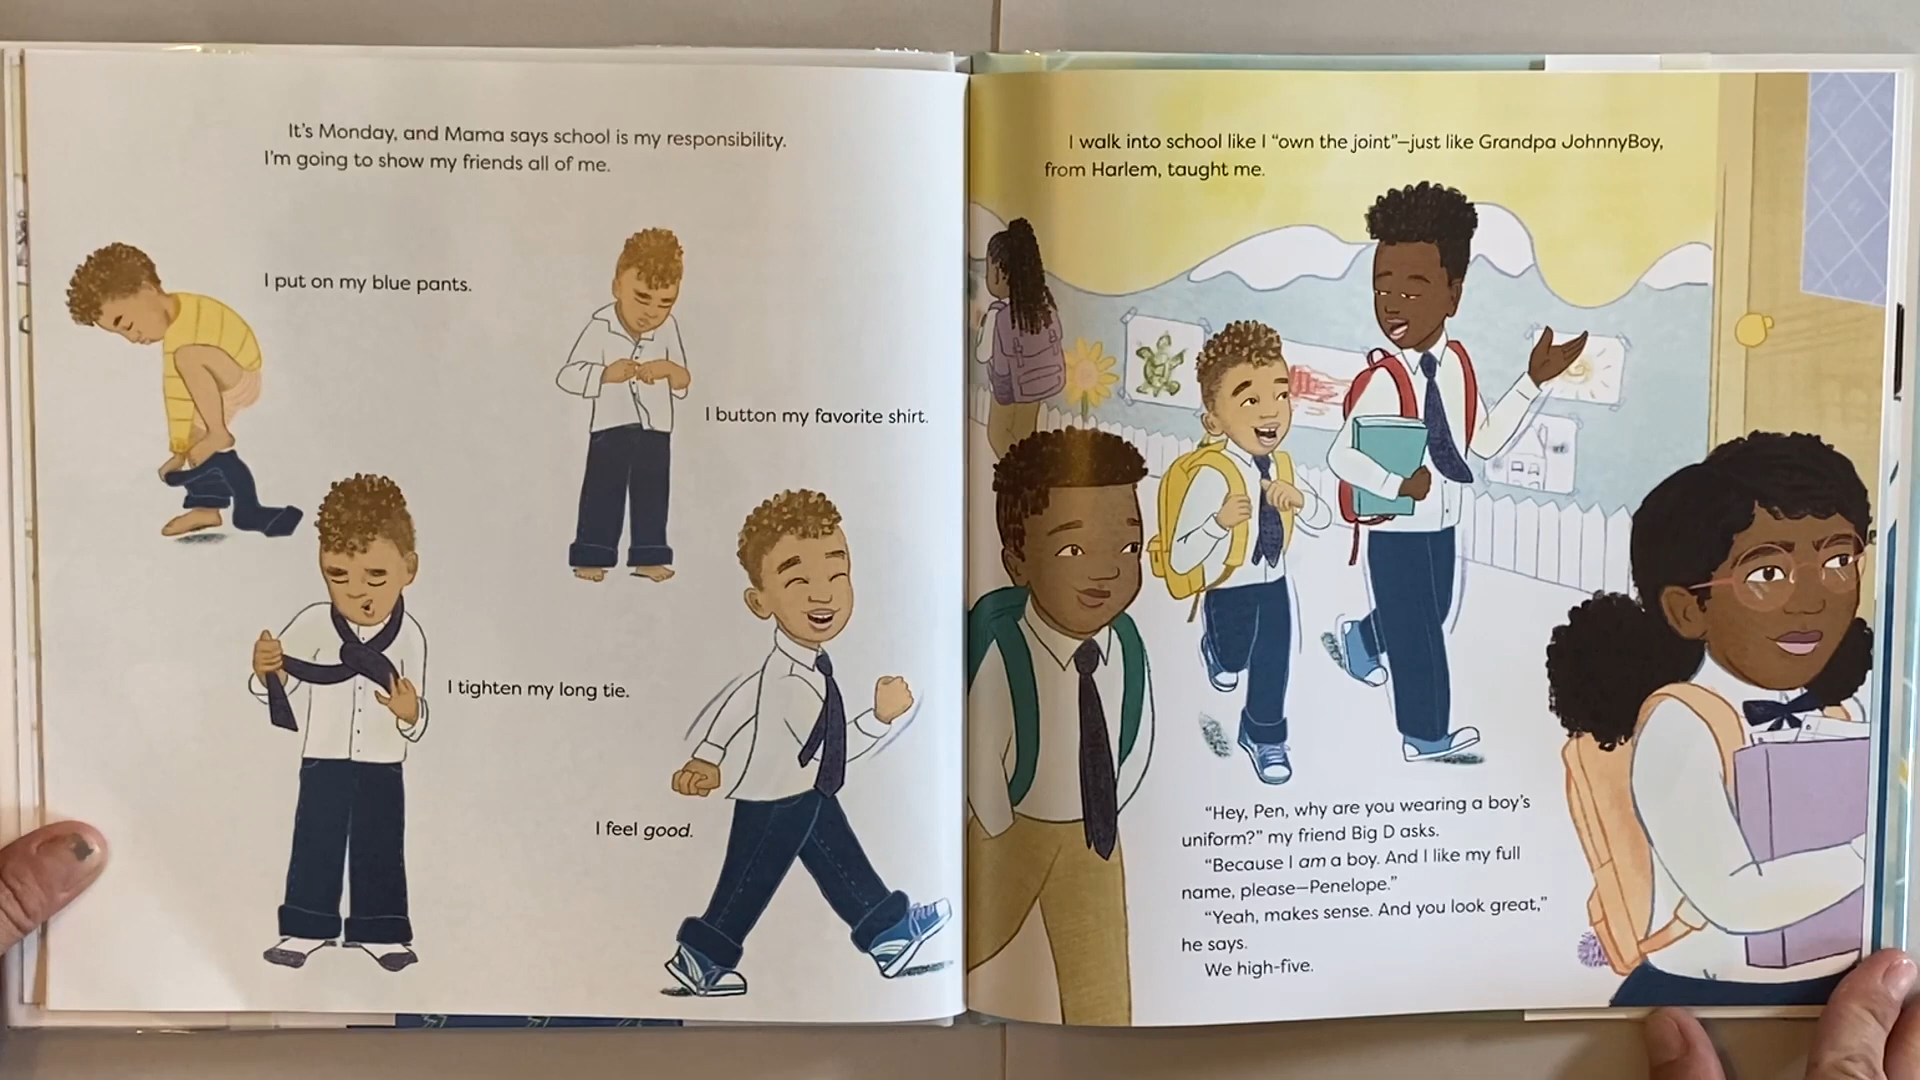 It's Monday, and Mama says school is my responsibility.
I'm going to show my friends all of me.
I put on my blue pants.
I button my favorite shirt.
I tighten my long tie.
I feel good.
I walk into school like I “own the joint”—just like Grandpa JohnnyBoy,
from Harlem, taught me.
“Hey, Pen, why are you wearing a boy's
uniform?” my friend Big D asks.
“Because I am a boy. And I like my full
name, please—Penelope.”
“Yeah, makes sense. And you look great,”
he says.
We high-five.